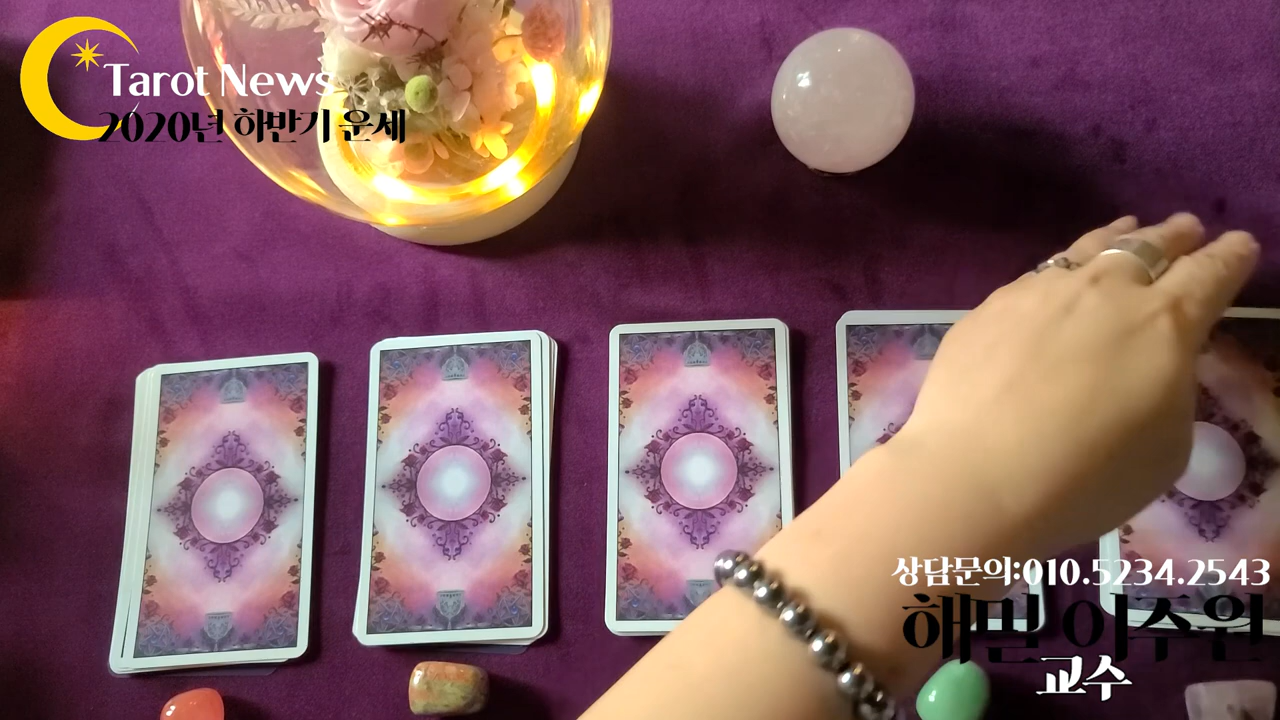 Tarot News
2020년 하반기 운세
상담문의:010.5234.2543
해밀 이주원
교수